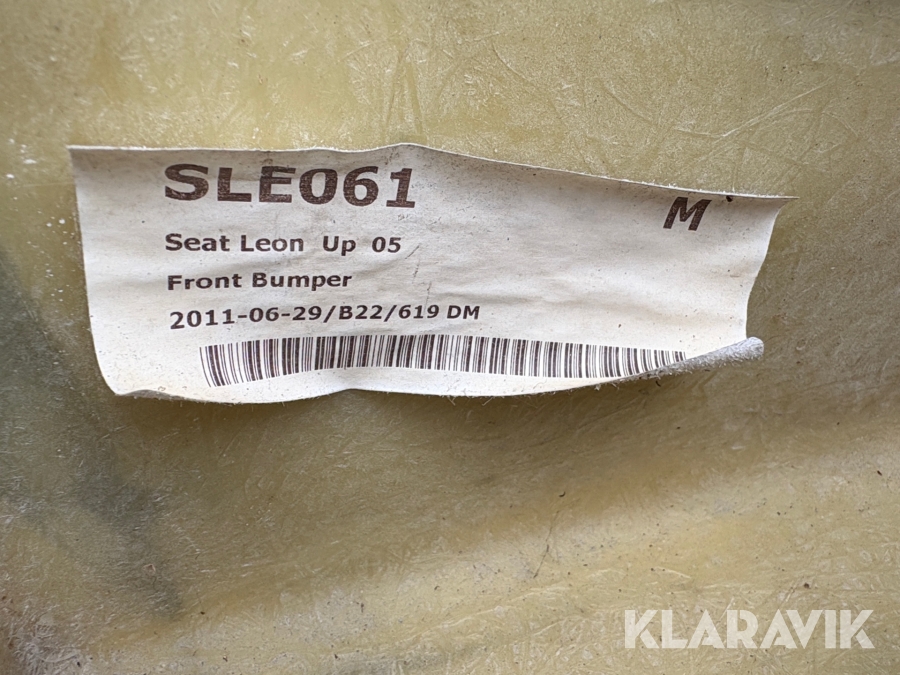 SLE061
M
Seat Leon Up 05
Front Bumper
2011-06-29/B22/619 DM
KLARAVIK